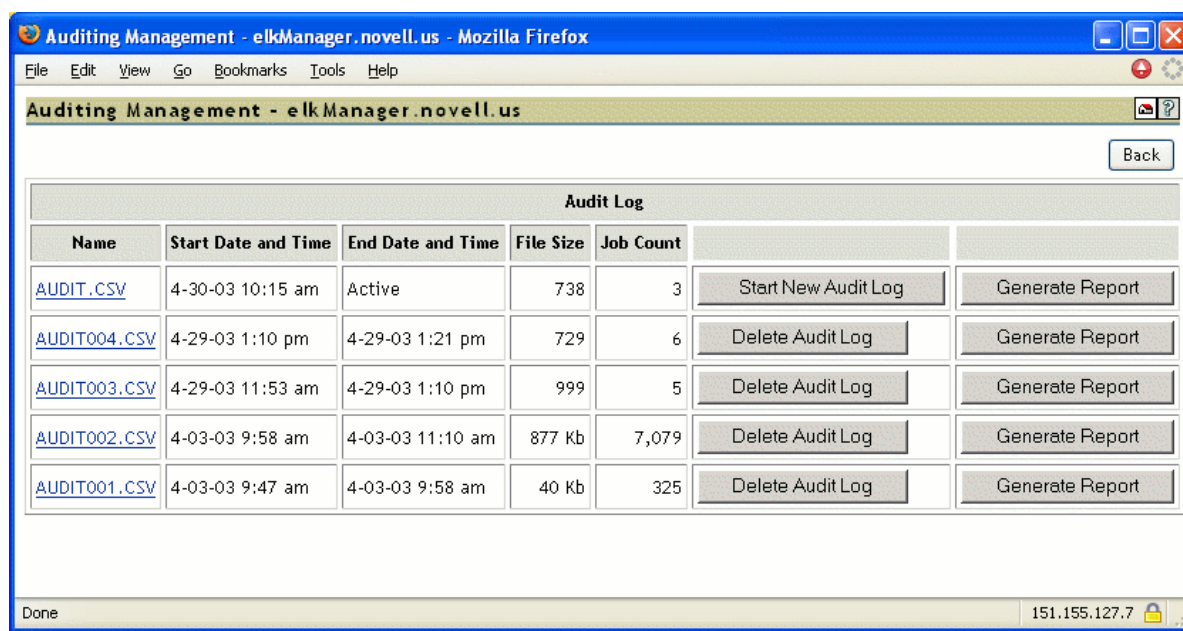 Auditing Management - elkManager.novell.us - Mozilla Firefox
File Edit View Go Bookmarks Tools Help
Auditing Management - elkManager.novell.us
?
Back
Audit Log
Name Start Date and Time End Date and Time File Size Job Count
AUDIT.CSV 4-30-03 10:15 am Active 738 3 Start New Audit Log Generate Report
AUDIT004.CSV 4-29-03 1:10 pm 4-29-03 1:21 pm 729 6 Delete Audit Log Generate Report
AUDIT003.CSV 4-29-03 11:53 am 4-29-03 1:10 pm 999 5 Delete Audit Log Generate Report
AUDIT002.CSV 4-03-03 9:58 am 4-03-03 11:10 am 877 Kb 7,079 Delete Audit Log Generate Report
AUDIT001.CSV 4-03-03 9:47 am 4-03-03 9:58 am 40 Kb 325 Delete Audit Log Generate Report
Done 151.155.127.7